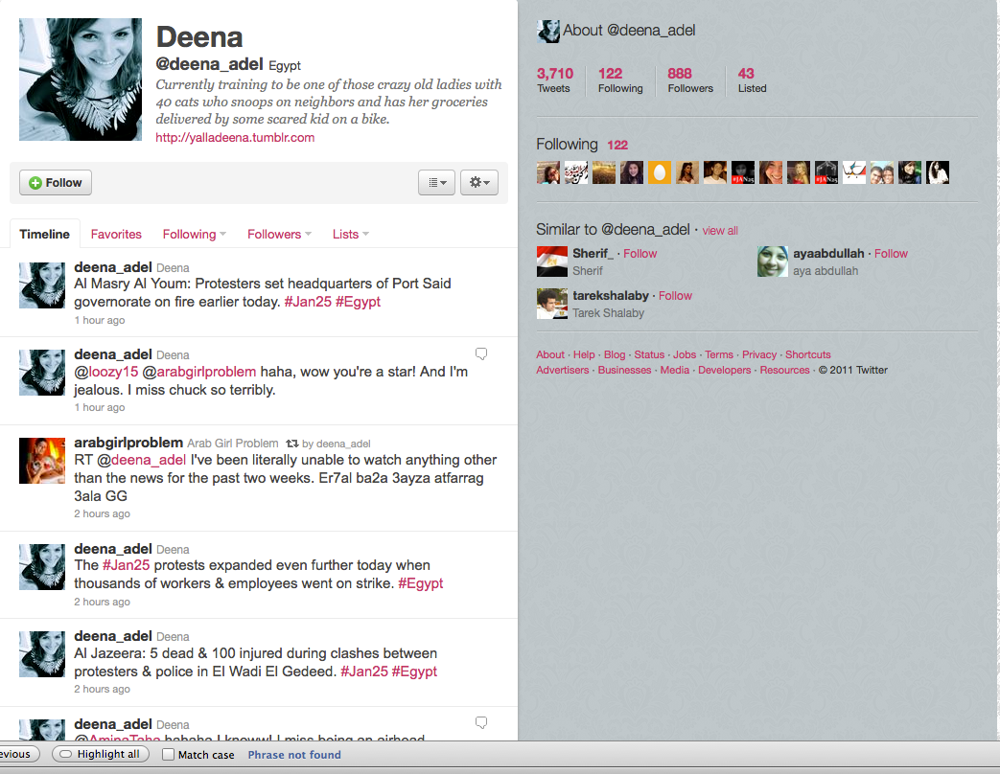 Deena
@deena_adel Egypt
Currently training to be one of those crazy old ladies with
40 cats who snoops on neighbors and has her groceries
delivered by some scared kid on a bike.
http://yalladeena.tumblr.com
Follow
Timeline Favorites Following Followers Lists
deena_adel Deena
Al Masry Al Youm: Protesters set headquarters of Port Said
governorate on fire earlier today. #Jan25 #Egypt
1 hour ago
deena_adel Deena
@loozy15 @arabgirlproblem haha, wow you're a star! And I'm
jealous. I miss chuck so terribly.
1 hour ago
arabgirlproblem Arab Girl Problem by deena_adel
RT @deena_adel I've been literally unable to watch anything other
than the news for the past two weeks. Er7al ba2a 3ayza atfarrag
3ala GG
2 hours ago
deena_adel Deena
The #Jan25 protests expanded even further today when
thousands of workers & employees went on strike. #Egypt
2 hours ago
deena_adel Deena
Al Jazeera: 5 dead & 100 injured during clashes between
protesters & police in El Wadi El Gedeed. #Jan25 #Egypt
2 hours ago
deena_adel Deena
@AminaTaha hahaha I knoww! I miss being an airhead
About @deena_adel
3,710 122 888 43
Tweets Following Followers Listed
Following 122
Similar to @deena_adel · view all
Sherif_ · Follow
Sherif
ayaabdullah · Follow
aya abdullah
tarekshalaby · Follow
Tarek Shalaby
About · Help · Blog · Status · Jobs · Terms · Privacy · Shortcuts
Advertisers · Businesses · Media · Developers · Resources · © 2011 Twitter
evious Highlight all Match case Phrase not found